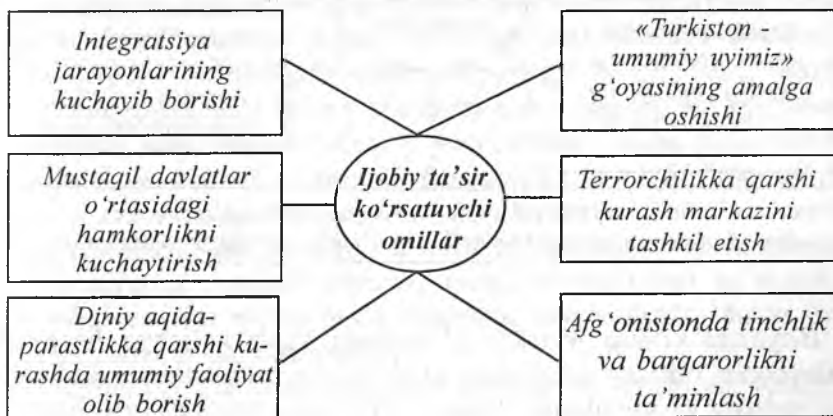 Integratsiya
jarayonlarining
kuchayib borishi
«Turkiston -
umumiy uyimiz»
g‘oyasining amalga
oshishi
Mustaqil davlatlar
o‘rtasidagi
hamkorlikni
kuchaytirish
Ijobiy ta’sir
ko‘rsatuvchi
omillar
Terrorchilikka qarshi
kurash markazini
tashkil etish
Diniy aqida-
parastlikka qarshi ku-
rashda umumiy faoliyat
olib borish
Afg‘onistonda tinchlik
va barqarorlikni
ta’minlash